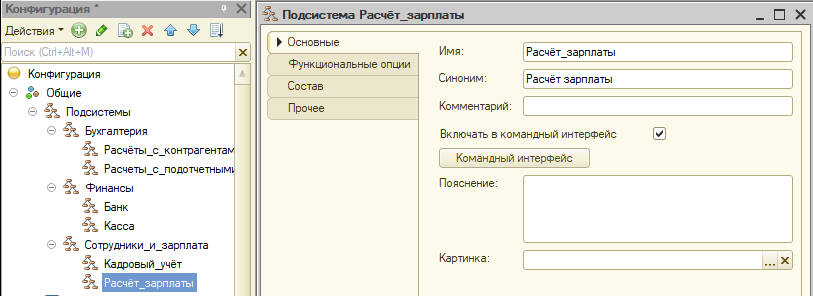 Конфигурация *
Действия
Поиск (Ctrl+Alt+M)
Конфигурация
Общие
Подсистемы
Бухгалтерия
Расчёты_с_контрагентам
Расчеты_с_подотчетными
Финансы
Банк
Касса
Сотрудники_и_зарплата
Кадровый_учёт
Расчёт_зарплаты
Подсистема Расчёт_зарплаты
Основные
Функциональные опции
Состав
Прочее
Имя: Расчёт_зарплаты
Синоним: Расчёт зарплаты
Комментарий:
Включать в командный интерфейс
Командный интерфейс
Пояснение:
Картинка: ...